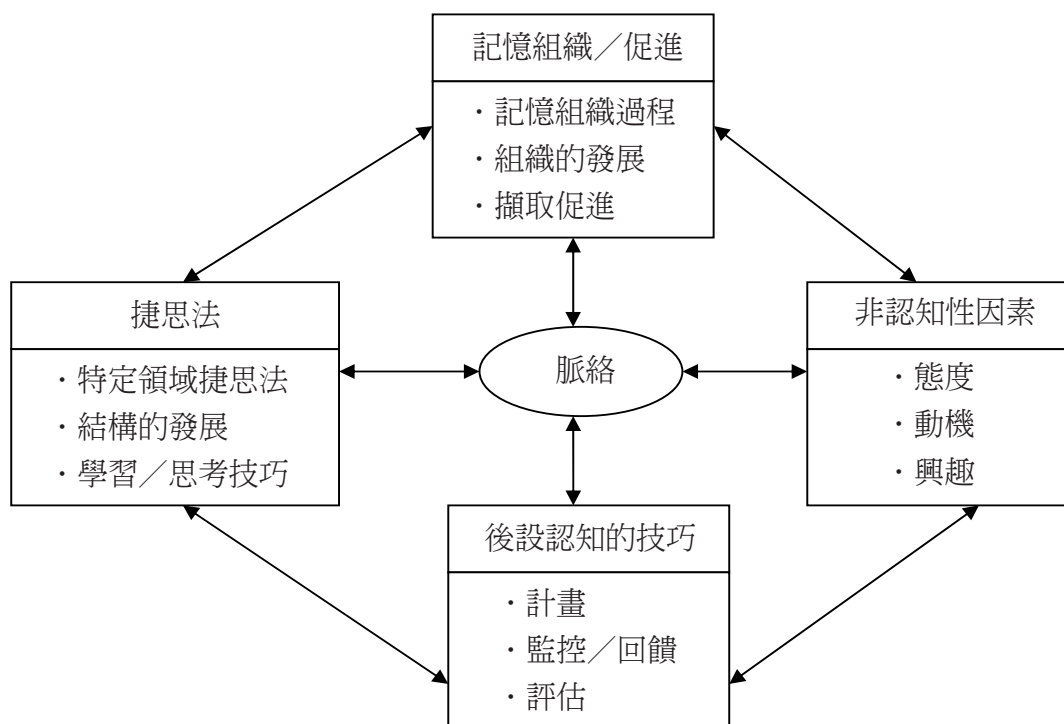 記憶組織／促進
・記憶組織過程
・組織的發展
・擷取促進
捷思法
・特定領域捷思法
・結構的發展
・學習／思考技巧
脈絡
非認知性因素
・態度
・動機
・興趣
後設認知的技巧
・計畫
・監控／回饋
・評估